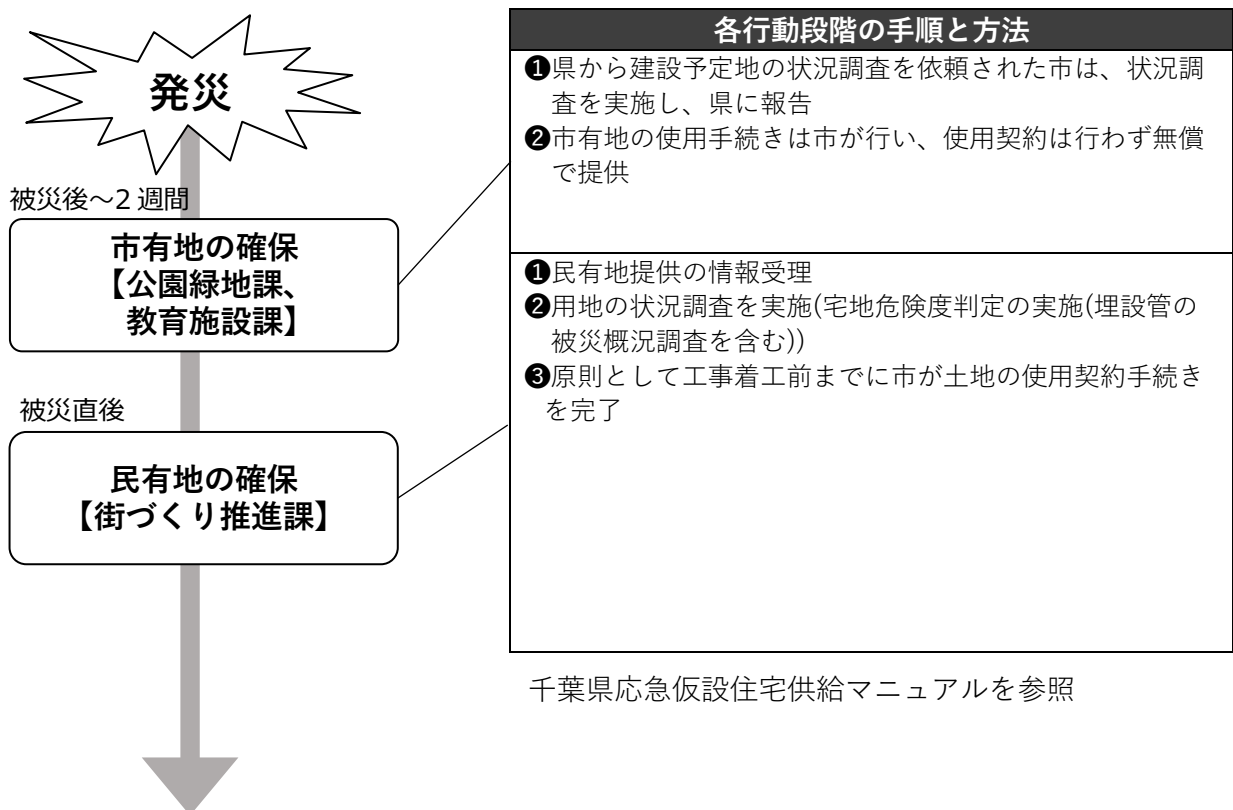 発災
被災後～2 週間
市有地の確保
【公園緑地課、
教育施設課】
被災直後
民有地の確保
【街づくり推進課】
各行動段階の手順と方法
❶県から建設予定地の状況調査を依頼された市は、状況調
査を実施し、県に報告
❷市有地の使用手続きは市が行い、使用契約は行わず無償
で提供
❶民有地提供の情報受理
❷用地の状況調査を実施(宅地危険度判定の実施(埋設管の
被災概況調査を含む))
❸原則として工事着工前までに市が土地の使用契約手続き
を完了
千葉県応急仮設住宅供給マニュアルを参照